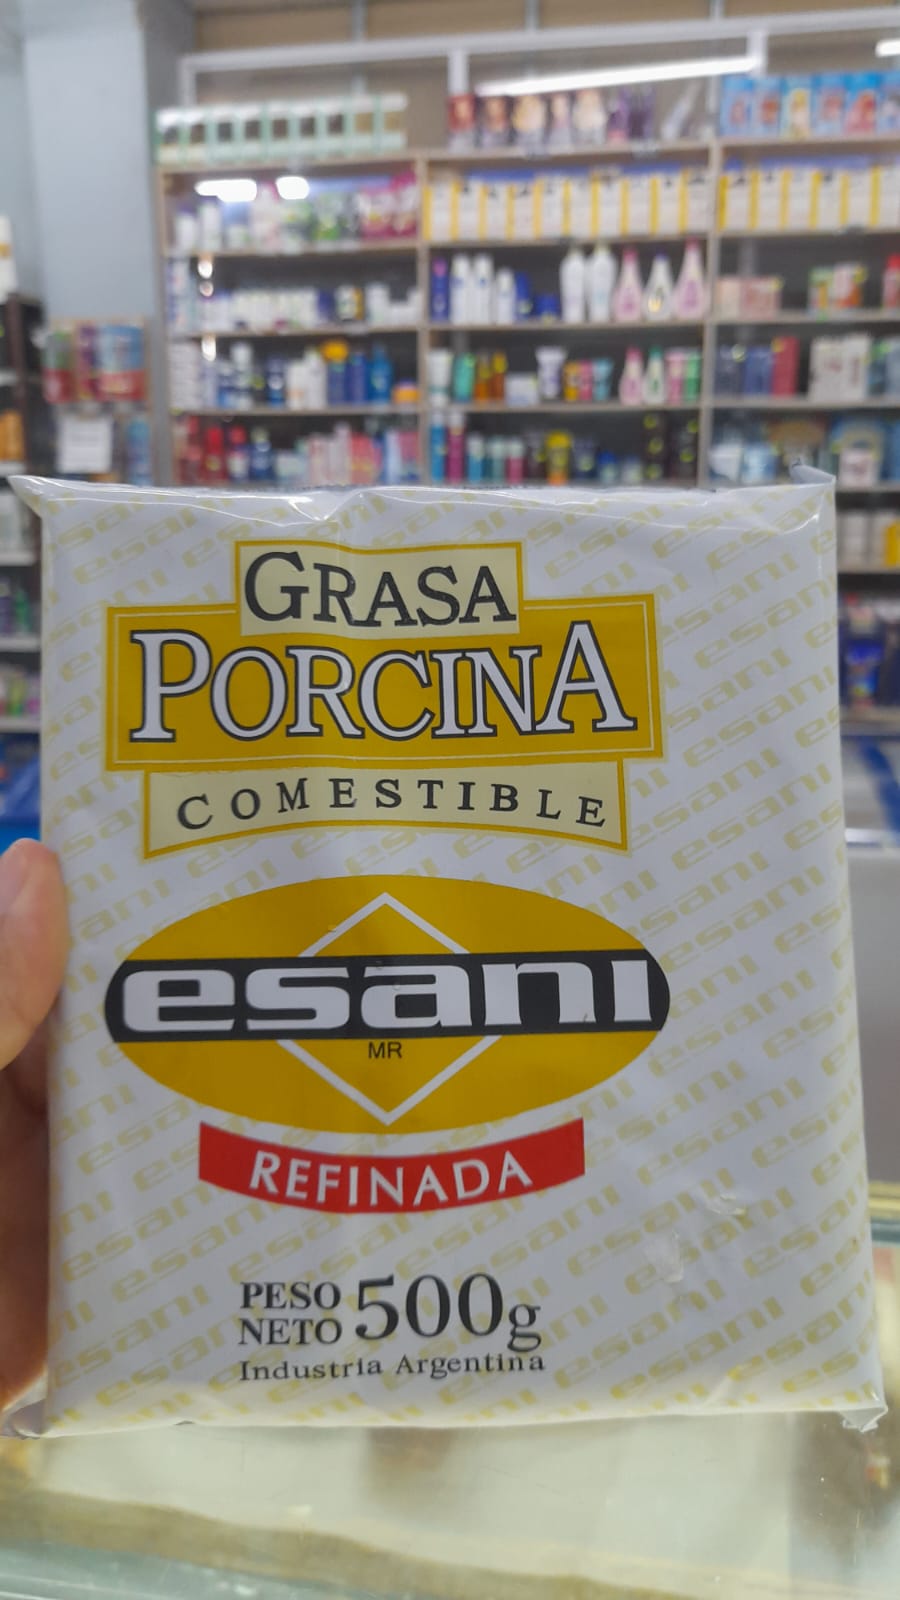 GRASA
PORCINA
COMESTIBLE
esani
MR
REFINADA
PESO NETO 500g
Industria Argentina